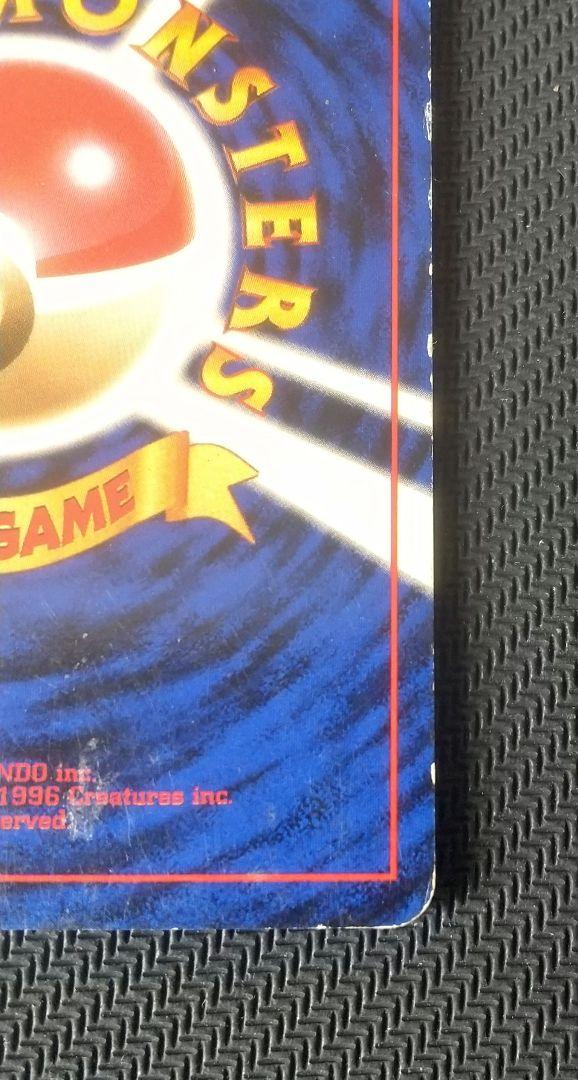 MONSTERS
GAME
NDO inc.
1996 Creatures inc.
erved.